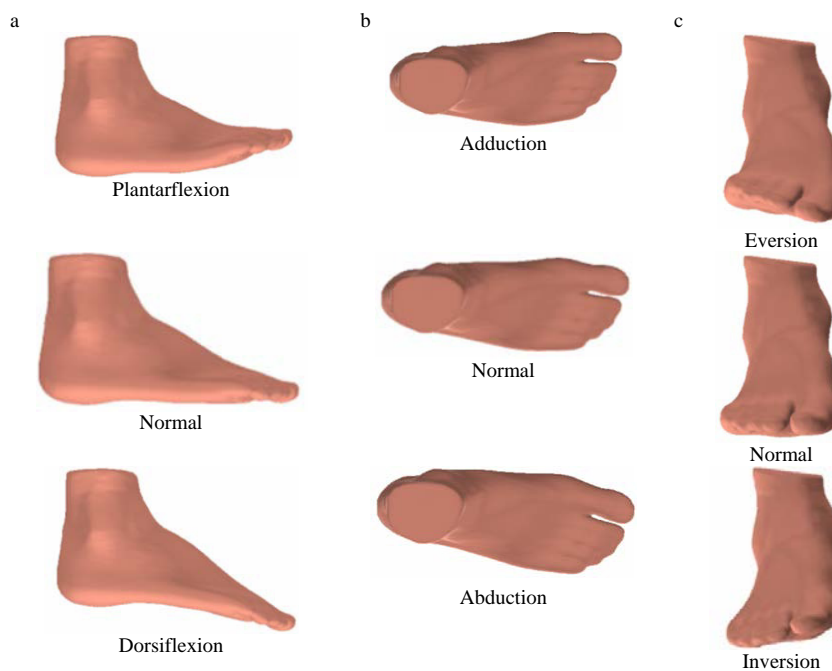 a
b
c
Plantarflexion
Adduction
Eversion
Normal
Normal
Normal
Dorsiflexion
Abduction
Inversion